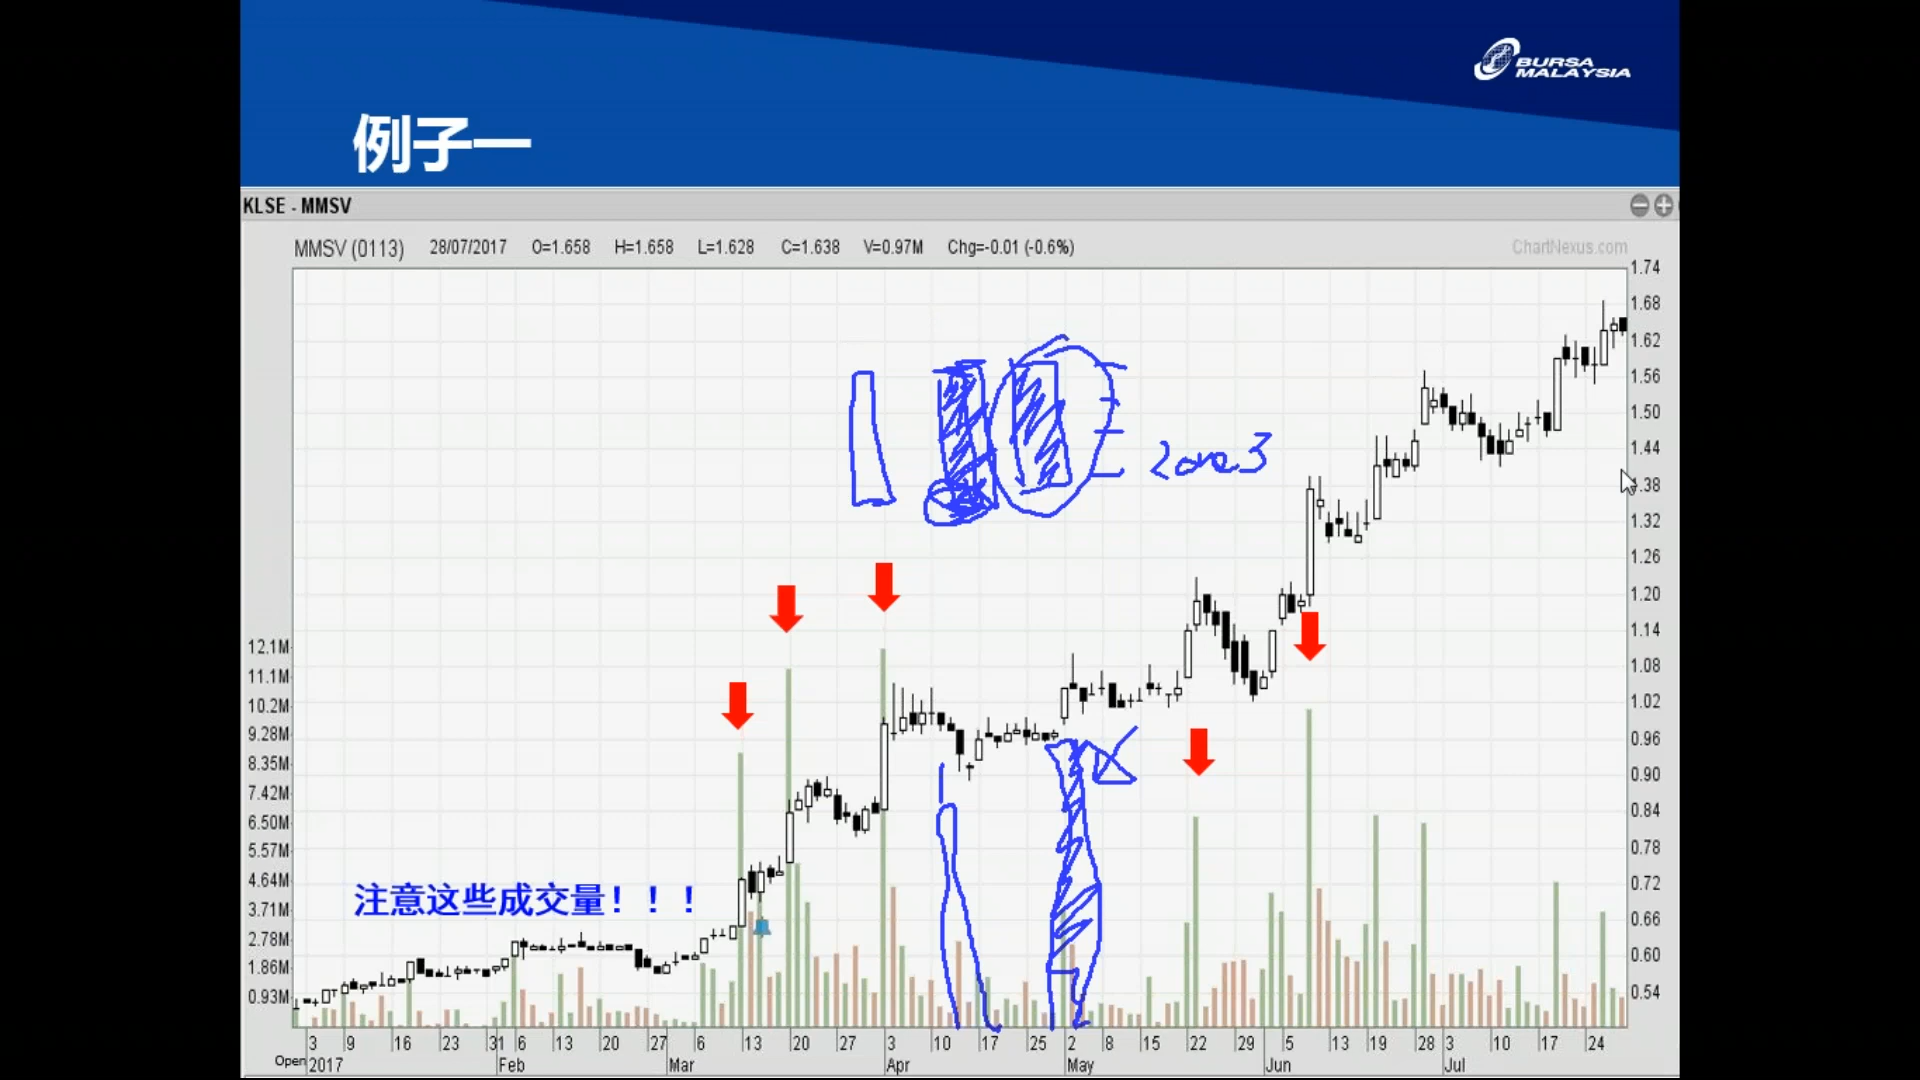 BURSA
MALAYSIA
例子一
KLSE - MMSV
MMSV (0113) 28/07/2017 O=1.658 H=1.658 L=1.628 C=1.638 V=0.97M Chg=-0.01 (-0.6%) ChartNexus.com
1.74
1.68
1.62
1.56
1.50
1.44
1.38
1.32
1.26
1.20
1.14
1.08
1.02
0.96
0.90
0.84
0.78
0.72
0.66
0.60
0.54
Zone3
12.1M
11.1M
10.2M
9.28M
8.35M
7.42M
6.50M
5.57M
4.64M
3.71M
2.78M
1.86M
0.93M
注意这些成交量！！！
3 9 16 23 31 6 13 20 27 6 13 20 27 3 10 17 25 2 8 15 22 29 5 13 19 28 3 10 17 24
Open 2017 Feb Mar Apr May Jun Jul